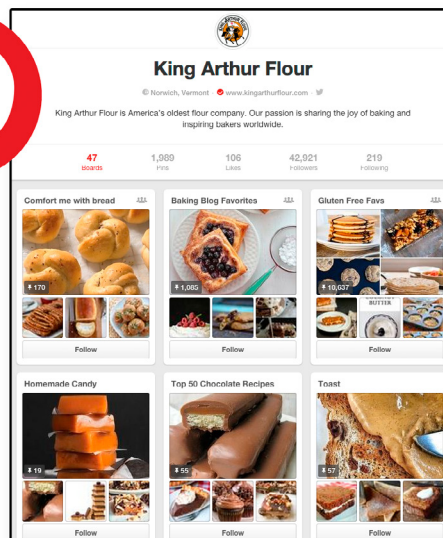 KING ARTHUR FLOUR
King Arthur Flour
Norwich, Vermont · www.kingarthurflour.com ·
King Arthur Flour is America's oldest flour company. Our passion is sharing the joy of baking and
inspiring bakers worldwide.
47 1,989 106 42,921 219
Boards Pins Likes Followers Following
Comfort me with bread Baking Blog Favorites Gluten Free Favs
170 1,085 10,637
BUTTER
Follow Follow Follow
Homemade Candy Top 50 Chocolate Recipes Toast
19 55 57
Follow Follow Follow